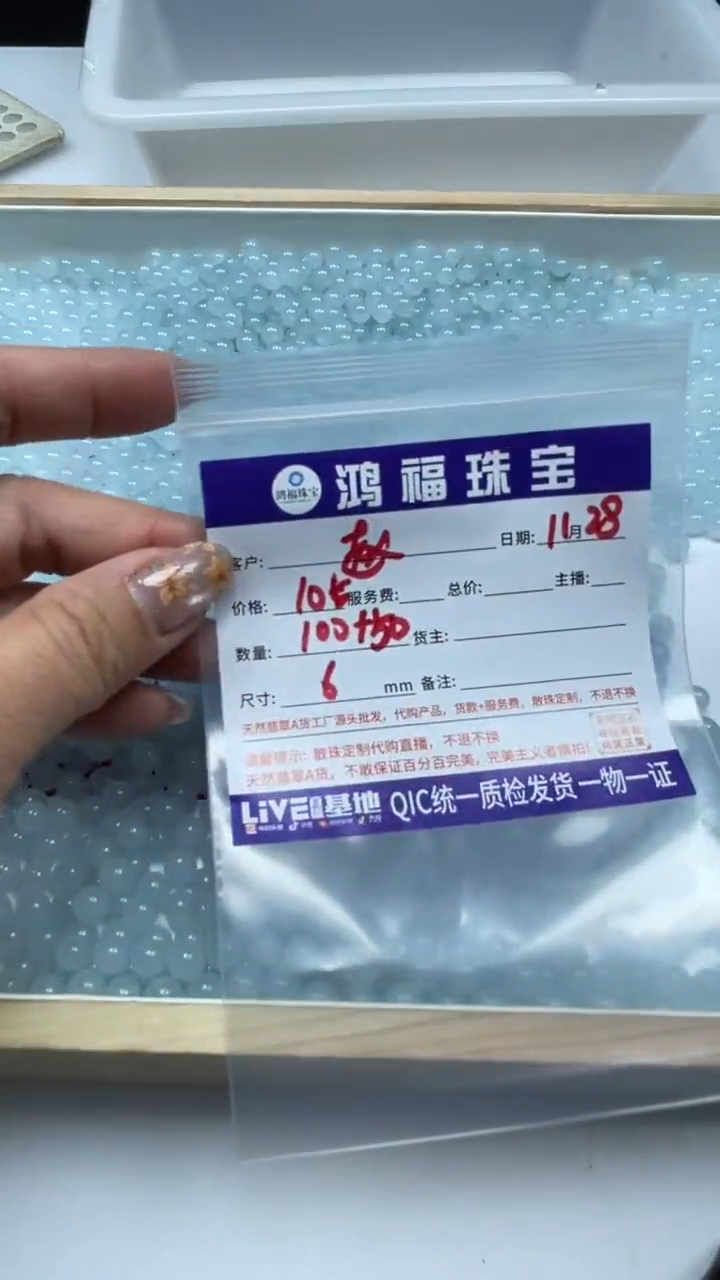 鸿福珠宝
鸿福珠宝
客户: 赵 日期: 11月28
价格: 105 服务费: 总价: 主播:
数量: 100+50 货主:
尺寸: 6 mm 备注:
天然翡翠A货工厂源头批发，代购产品，货款+服务费，散珠定制，不退不换
温馨提示: 散珠定制代购直播，不退不换
天然翡翠A货，不敢保证百分百完美，完美主义者慎拍!
LiVE 基地 QIC统一质检发货一物一证